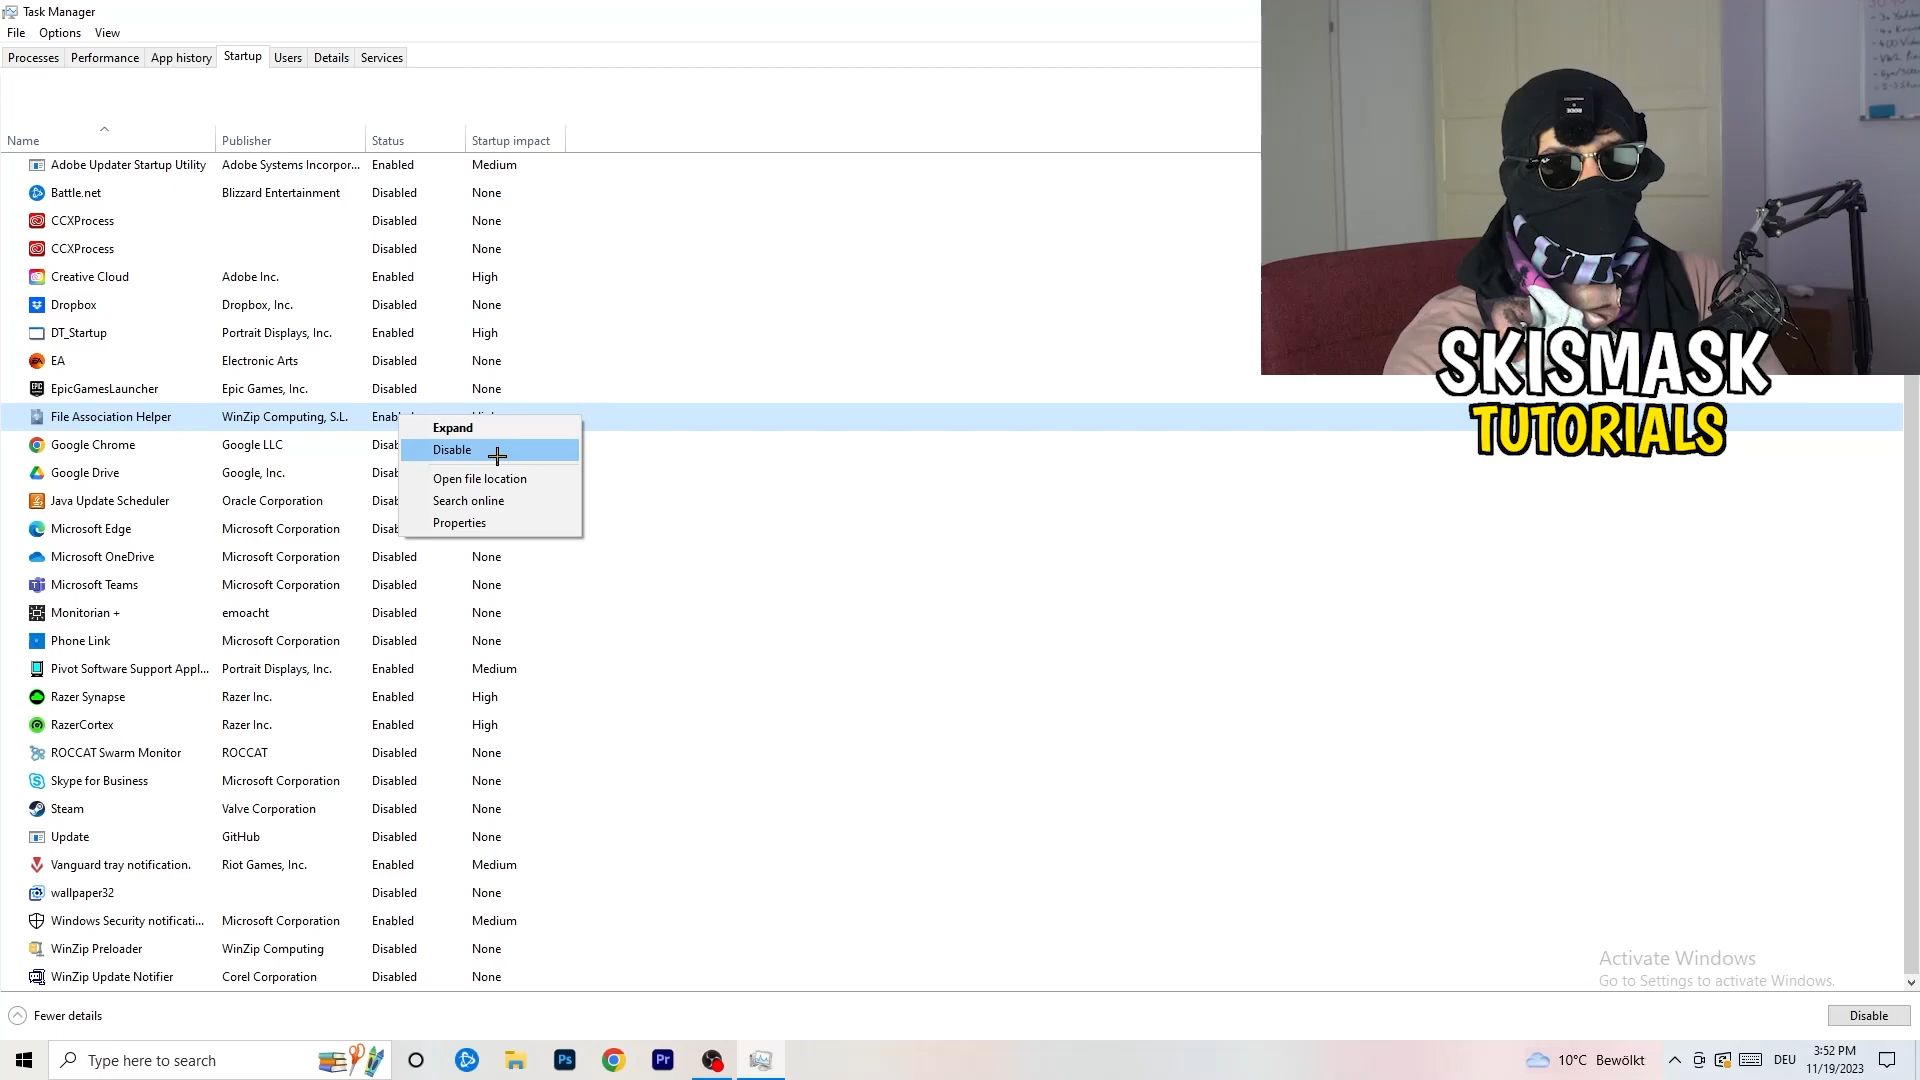 Task Manager
File Options View
Processes Performance App history Startup Users Details Services
Name Publisher Status Startup impact
Adobe Updater Startup Utility Adobe Systems Incorpor... Enabled Medium
Battle.net Blizzard Entertainment Disabled None
CCXProcess Disabled None
CCXProcess Disabled None
Creative Cloud Adobe Inc. Enabled High
Dropbox Dropbox, Inc. Disabled None
DT_Startup Portrait Displays, Inc. Enabled High
EA Electronic Arts Disabled None
EpicGamesLauncher Epic Games, Inc. Disabled None
File Association Helper WinZip Computing, S.L.
Google Chrome Google LLC
Google Drive Google, Inc.
Java Update Scheduler Oracle Corporation
Microsoft Edge Microsoft Corporation
Expand
Disable
Open file location
Search online
Properties
Microsoft OneDrive Microsoft Corporation Disabled None
Microsoft Teams Microsoft Corporation Disabled None
Monitorian + emoacht Disabled None
Phone Link Microsoft Corporation Disabled None
Pivot Software Support Appl... Portrait Displays, Inc. Enabled Medium
Razer Synapse Razer Inc. Enabled High
RazerCortex Razer Inc. Enabled High
ROCCAT Swarm Monitor ROCCAT Disabled None
Skype for Business Microsoft Corporation Disabled None
Steam Valve Corporation Disabled None
Update GitHub Disabled None
Vanguard tray notification. Riot Games, Inc. Enabled Medium
wallpaper32 Disabled None
Windows Security notificati... Microsoft Corporation Enabled Medium
WinZip Preloader WinZip Computing Disabled None
WinZip Update Notifier Corel Corporation Disabled None
SKISMASK
TUTORIALS
Activate Windows
Go to Settings to activate Windows.
Fewer details Disable
Type here to search
Ps
Pr
10°C Bewölkt
DEU
3:52 PM
11/19/2023